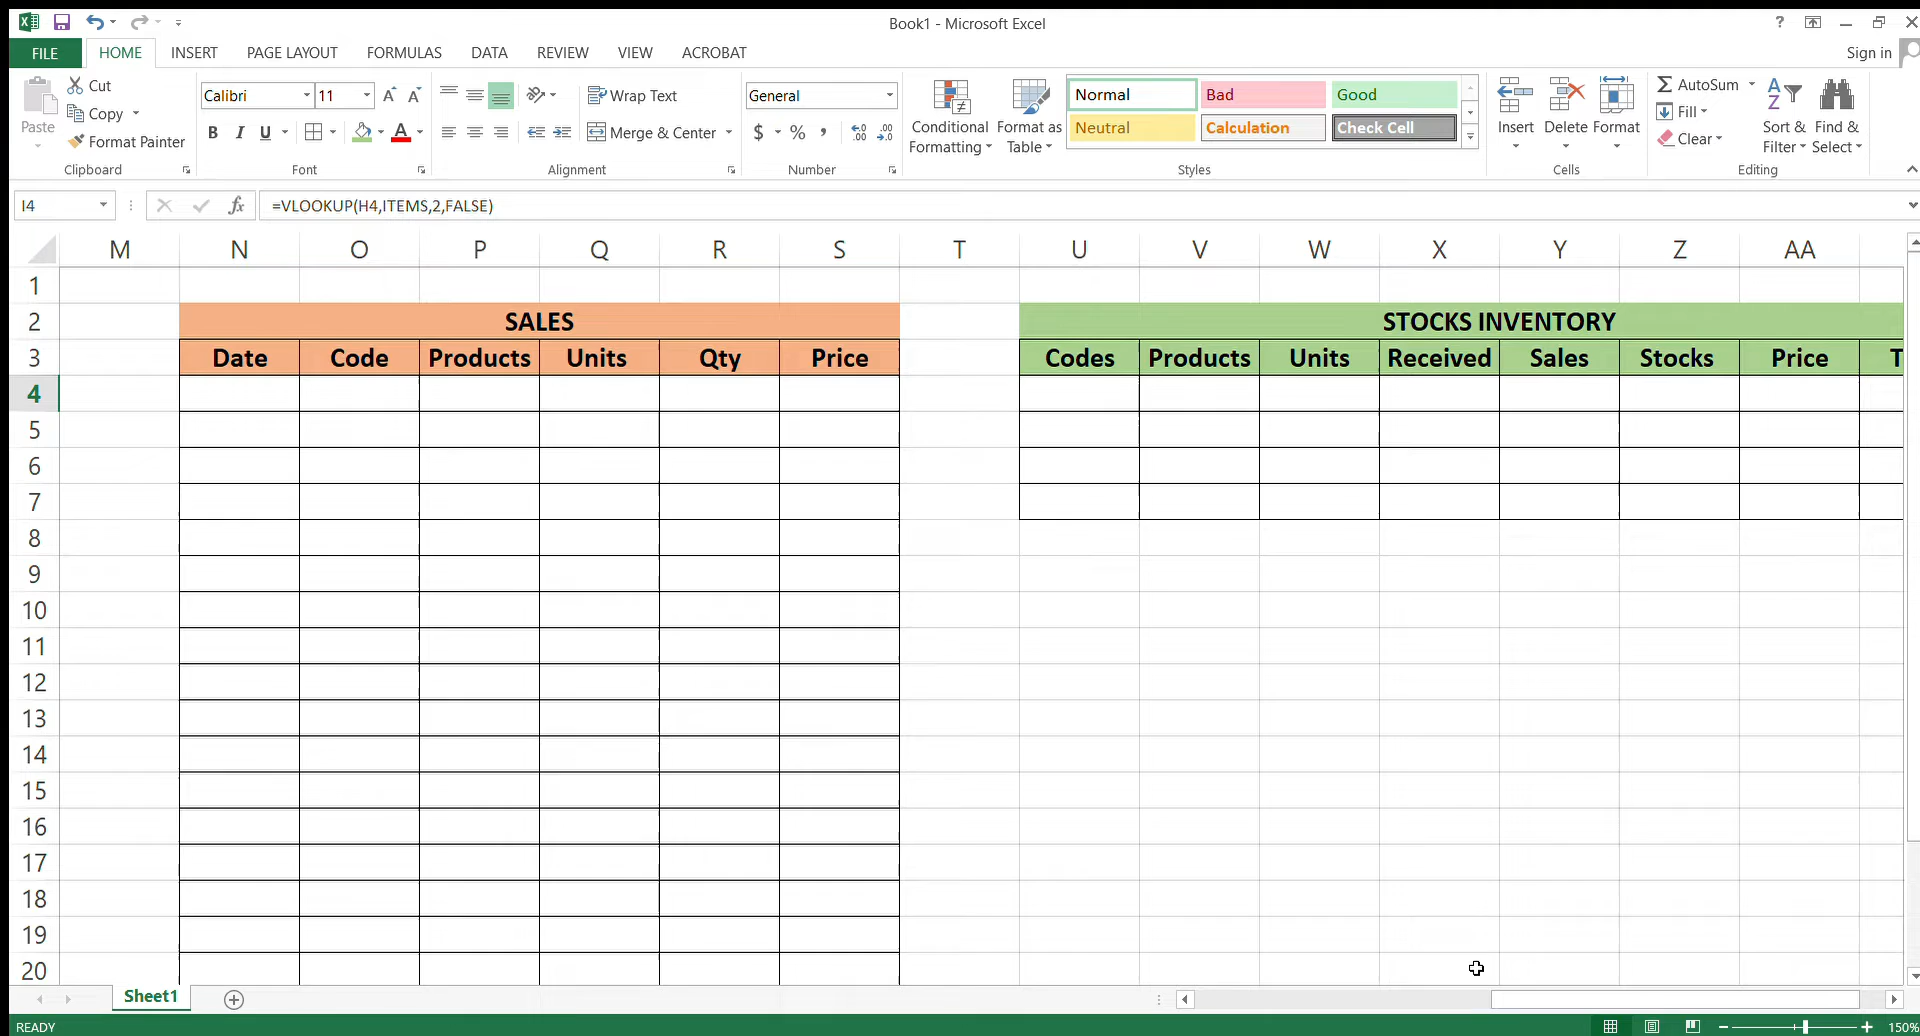 Book1 - Microsoft Excel
?
FILE HOME INSERT PAGE LAYOUT FORMULAS DATA REVIEW VIEW ACROBAT Sign in
Paste
Cut
Copy
Format Painter
Clipboard
Calibri 11
B I U A
Font
Wrap Text
Merge & Center
Alignment
General
$ % ,
Number
Conditional Formatting
Format as Table
Normal Bad Good
Neutral Calculation Check Cell
Styles
Insert Delete Format
Cells
AutoSum
Fill
Clear
Sort & Filter
Find & Select
Editing
I4 fx =VLOOKUP(H4,ITEMS,2,FALSE)
M N O P Q R S T U V W X Y Z AA
1
2 SALES STOCKS INVENTORY
3 Date Code Products Units Qty Price Codes Products Units Received Sales Stocks Price T
4
5
6
7
8
9
10
11
12
13
14
15
16
17
18
19
20
Sheet1
READY 150%